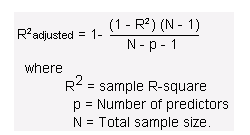 R²adjusted = 1- (1 - R²) (N - 1)
N - p - 1
where
R² = sample R-square
p = Number of predictors
N = Total sample size.